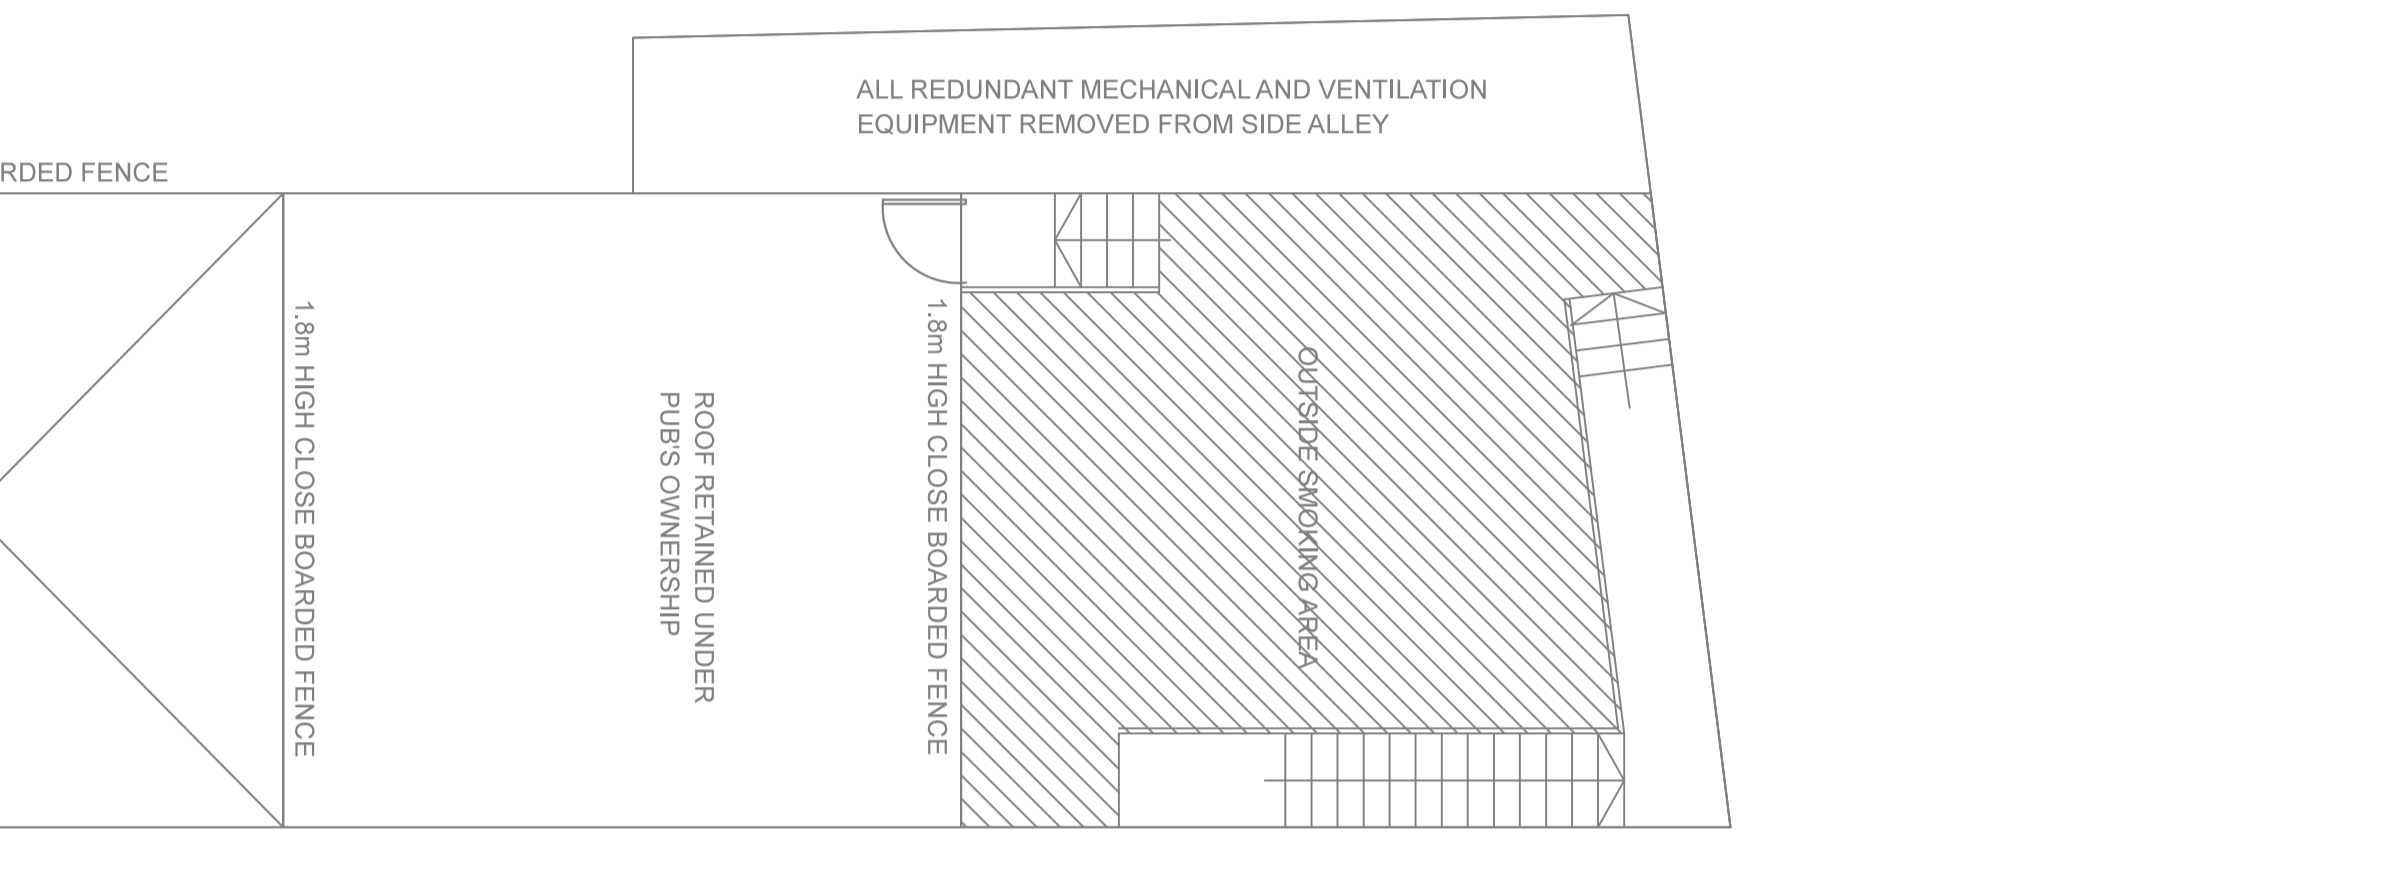 ALL REDUNDANT MECHANICAL AND VENTILATION
EQUIPMENT REMOVED FROM SIDE ALLEY
RDED FENCE
1.8m HIGH CLOSE BOARDED FENCE
ROOF RETAINED UNDER
PUB'S OWNERSHIP
1.8m HIGH CLOSE BOARDED FENCE
OUTSIDE SMOKING AREA